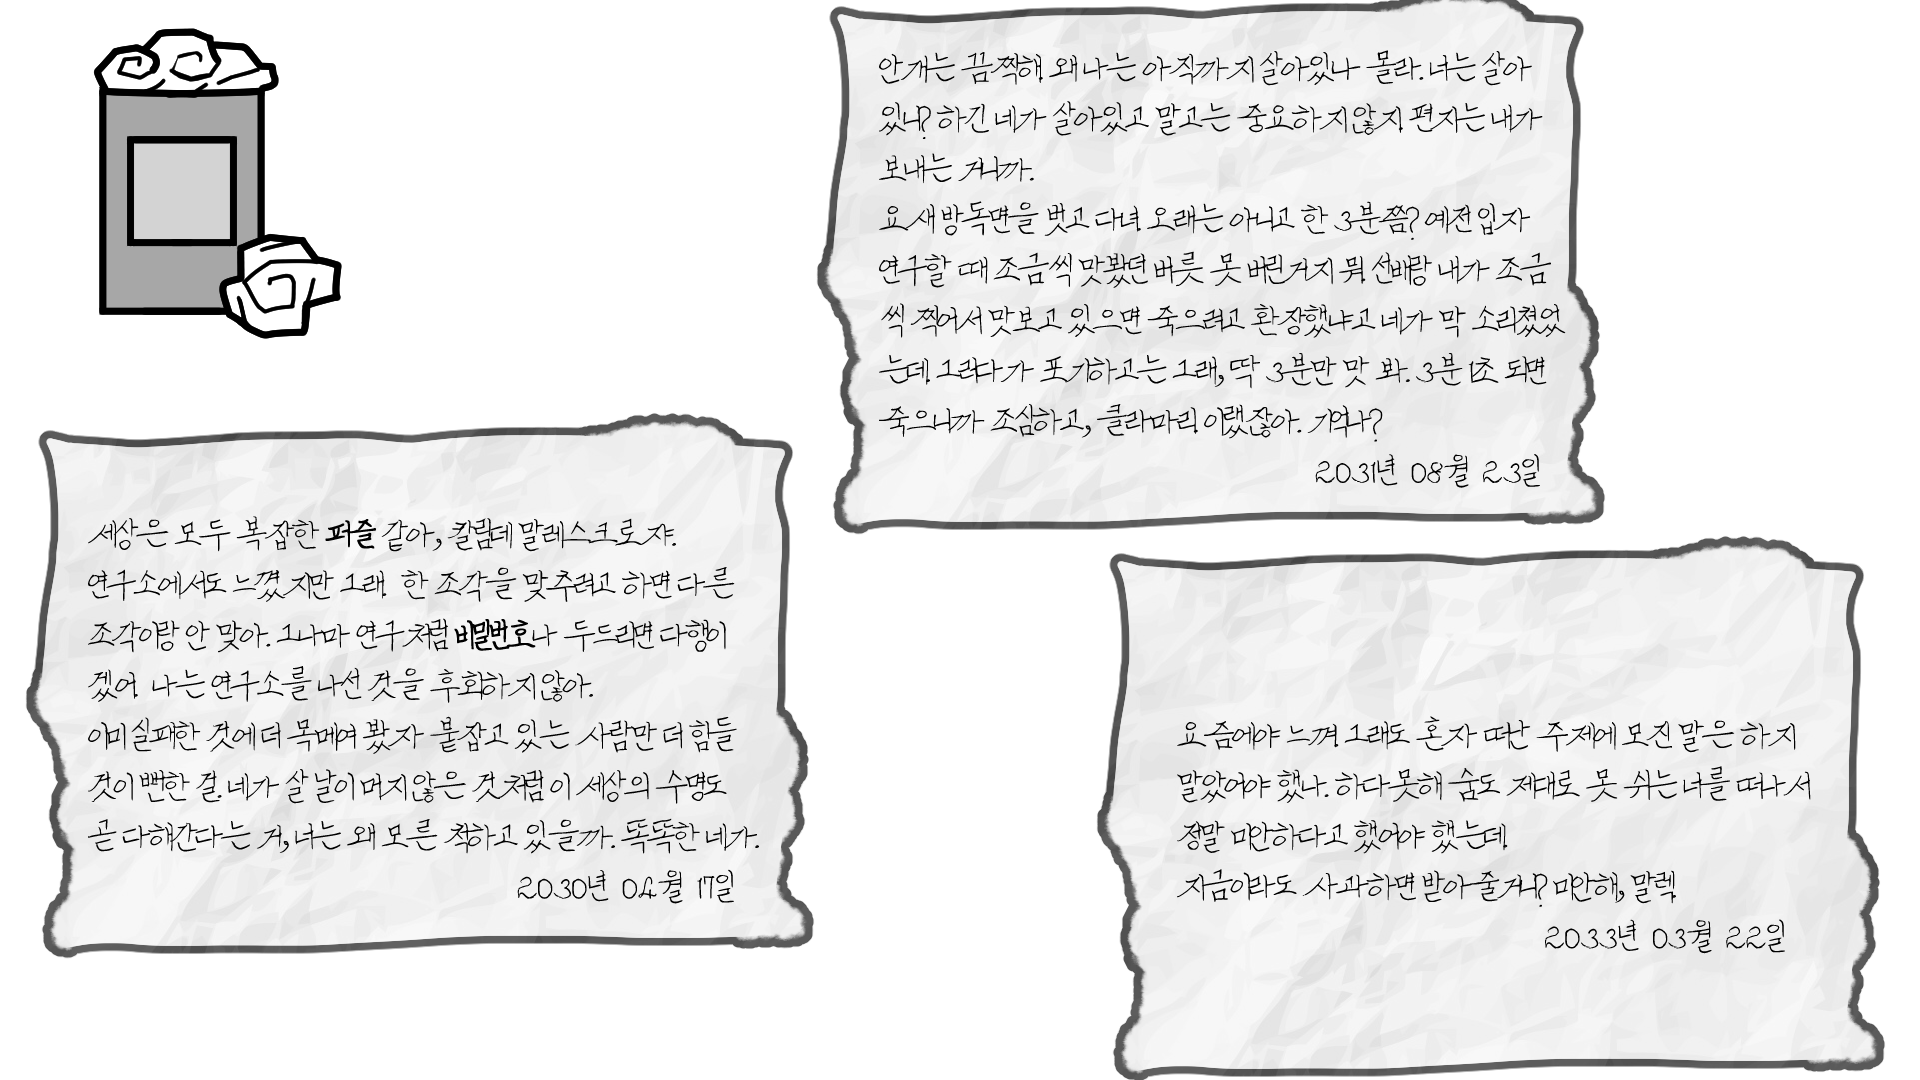 안개는 끔찍해. 왜 나는 아직까지 살아있나 몰라. 너는 살아
있니? 하긴 네가 살아있고 말고는 중요하지 않지. 편지는 내가
보내는 거니까.
요새 방독면을 벗고 다녀. 오래는 아니고 한 3분쯤? 예전 입자
연구할 때 조금씩 맛봤던 버릇 못 버린거지 뭐. 선배랑 내가 조금
씩 찍어서 맛보고 있으면 죽으려고 환장했냐고 네가 막 소리쳤었
는데. 그러다가 포기하고는 그래, 딱 3분만 맛 봐. 3분 1초 되면
죽으니까 조심하고, 클라마리. 이랬잖아. 기억나?
2031년 08월 23일
세상은 모두 복잡한 퍼즐 같아, 칼림데 말레스크로 쟈.
연구소에서도 느꼈지만 그래. 한 조각을 맞추려고 하면 다른
조각이랑 안 맞아. 그나마 연구처럼 비밀번호나 두드리면 다행이
겠어. 나는 연구소를 나선 것을 후회하지 않아.
이미 실패한 것에 더 목메여 봤자 붙잡고 있는 사람만 더 힘들
것이 뻔한 걸. 네가 살 날이 머지않은 것처럼 이 세상의 수명도
곧 다해간다는 거, 너는 왜 모른 척하고 있을까. 똑똑한 네가.
2030년 04월 17일
요즘에야 느껴. 그래도 혼자 떠난 주제에 모진 말은 하지
말았어야 했나. 하다못해 숨도 제대로 못 쉬는 너를 떠나서
정말 미안하다고 했어야 했는데.
지금이라도 사과하면 받아 줄거니? 미안해, 말렉.
2033년 03월 22일